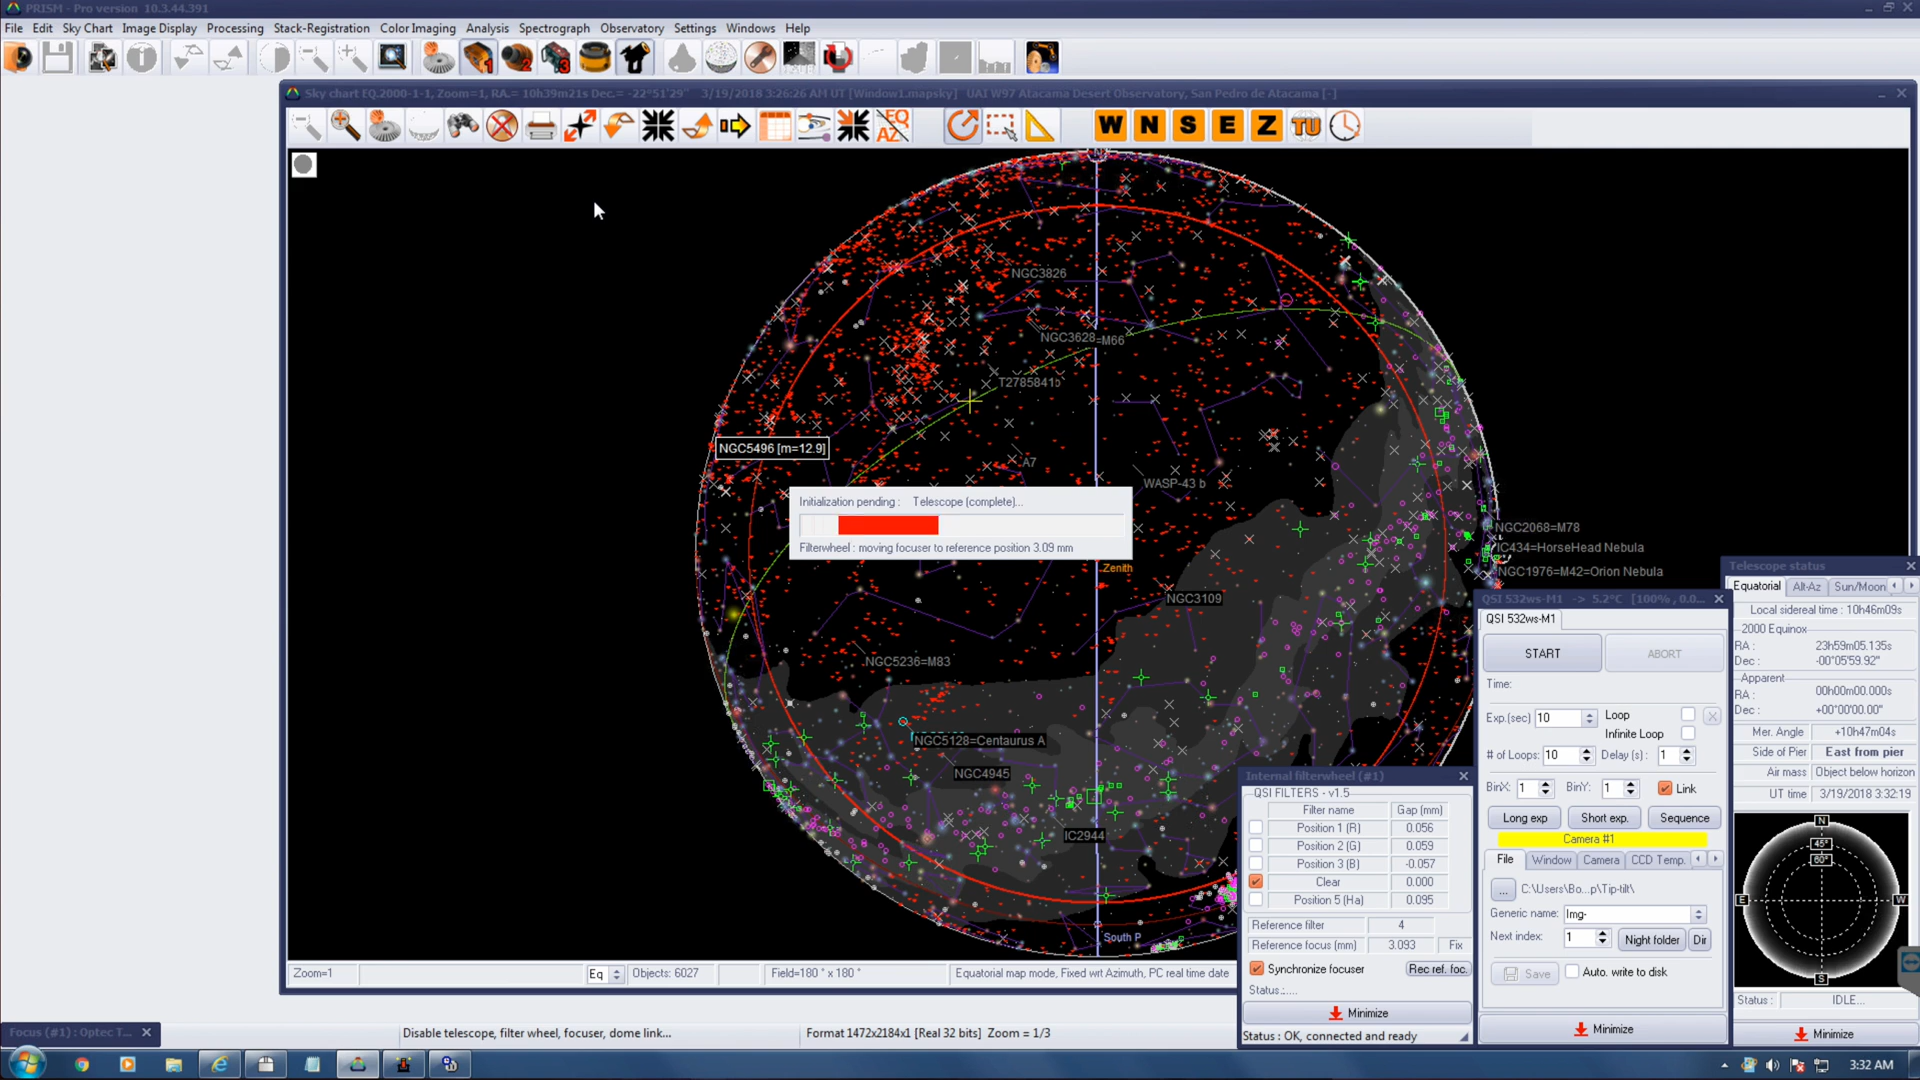 PRISM - Pro version 10.3.44.391
File Edit Sky Chart Image Display Processing Stack-Registration Color Imaging Analysis Spectrograph Observatory Settings Windows Help
Sky chart EQ.2000-1-1, Zoom=1, RA.= 10h39m21s Dec.= -22°51'29" 3/19/2018 3:26:26 AM UT [Window1.mapsky] UAI W97 Atacama Desert Observatory, San Pedro de Atacama [-]
EQ AZ W N S E Z TU
NGC3826
NGC3628=M66
T2785841b
NGC5496 [m=12.9]
A7
WASP-43 b
Initialization pending : Telescope (complete)...
Filterwheel : moving focuser to reference position 3.09 mm
Zenith
NGC2068=M78
IC434=HorseHead Nebula
NGC1976=M42=Orion Nebula
NGC3109
NGC5236=M83
NGC5128=Centaurus A
NGC4945
IC2944
South P
Zoom=1 Eq Objects: 6027 Field=180 ° x 180 ° Equatorial map mode, Fixed wrt Azimuth, PC real time date
Internal filterwheel (#1)
QSI FILTERS - v1.5
Filter name Gap (mm)
Position 1 (R) 0.056
Position 2 (G) 0.059
Position 3 (B) -0.057
Clear 0.000
Position 5 (Ha) 0.095
Reference filter 4
Reference focus (mm) 3.093 Fix
Synchronize focuser Rec ref. foc.
Status :....
Minimize
Status : OK, connected and ready
QSI 532ws-M1 -> 5.2°C [100% , 0.0...
QSI 532ws-M1
START ABORT
Time:
Exp.(sec) 10 Loop
Infinite Loop
# of Loops: 10 Delay (s) : 1
BinX: 1 BinY: 1 Link
Long exp Short exp. Sequence
Camera #1
File Window Camera CCD Temp.
... C:\Users\Bo...p\Tip-tilt\
Generic name: Img-
Next index: 1 Night folder Dir
Save Auto. write to disk
Minimize
Telescope status
Equatorial Alt-Az Sun/Moon
Local sidereal time : 10h46m09s
2000 Equinox
RA : 23h59m05.135s
Dec : -00°05'59.92"
Apparent
RA : 00h00m00.000s
Dec : +00°00'00.00"
Mer. Angle +10h47m04s
Side of Pier East from pier
Air mass Object below horizon
UT time 3/19/2018 3:32:19
N
45°
60°
E W
S
Status : IDLE...
Minimize
Focus (#1) : Optec T...
Disable telescope, filter wheel, focuser, dome link...
Format 1472x2184x1 [Real 32 bits] Zoom = 1/3
3:32 AM